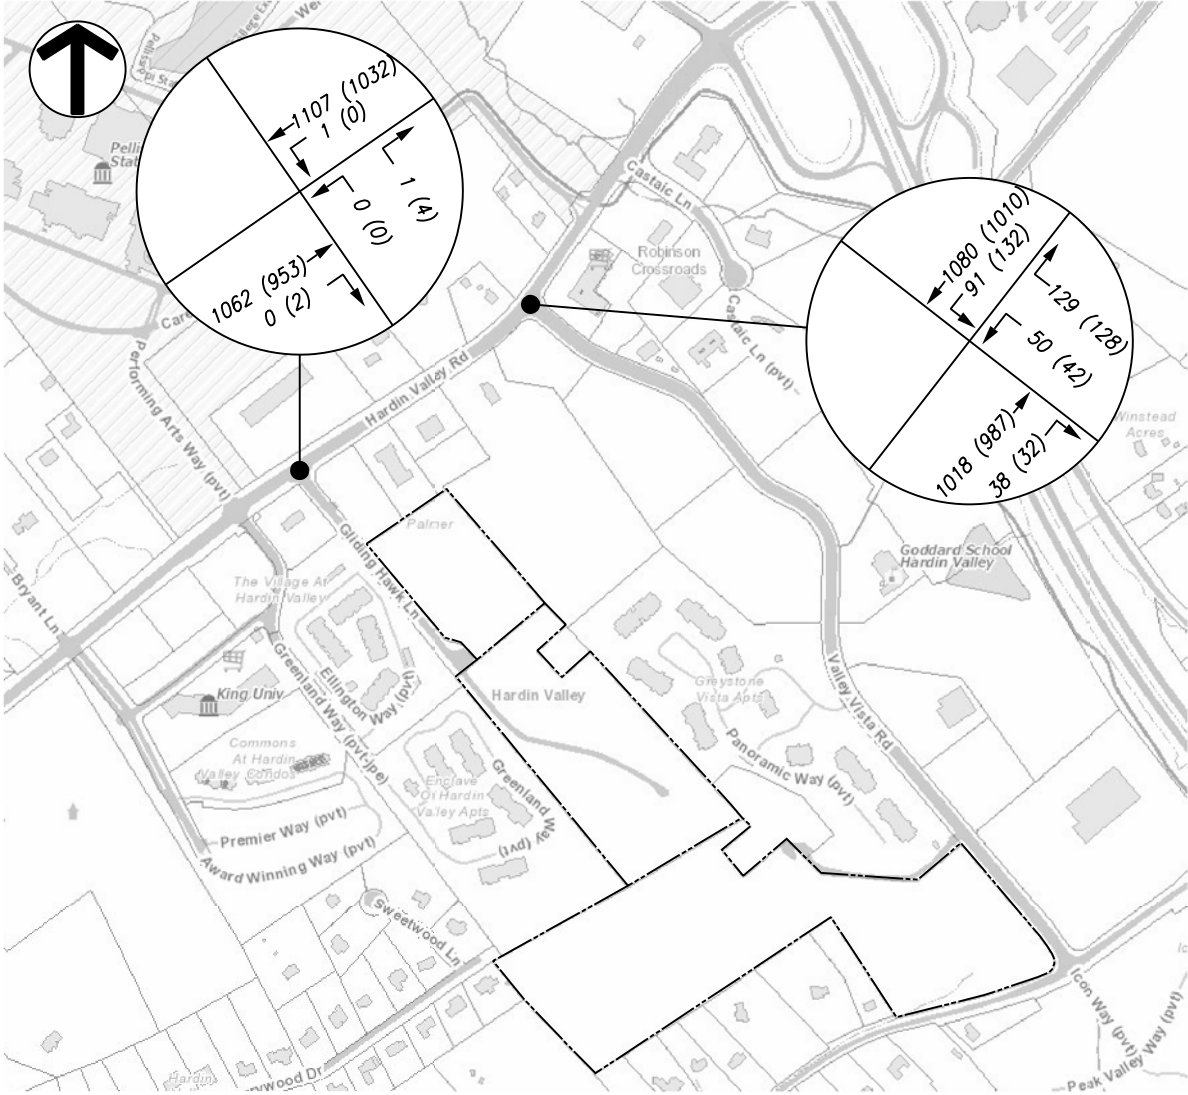 1107 (1032)
1 (0)
1 (4)
0 (0)
1062 (953)
0 (2)
1080 (1010)
91 (132)
129 (128)
50 (42)
1018 (987)
38 (32)
Castaic Ln
Robinson
Crossroads
Castaic Ln (pvt)
Performing Arts Way (pvt)
Hardin Valley Rd
Winstead
Acres
Palmer
Gliding Hawk Ln
Goddard School
Hardin Valley
The Village At
Hardin Valley
Bryant Ln
Greenland Way (pvt-jpe)
Ellington Way (pvt)
King Univ
Hardin Valley
Greystone
Vista Apts
Valley Vista Rd
Panoramic Way (pvt)
Commons
At Hardin
Valley Condos
Enclave
Of Hardin
Valley Apts
Greenland Way (pvt)
Premier Way (pvt)
Award Winning Way (pvt)
Sweetwood Ln
Icon Way (pvt)
Peak Valley Way (pvt)
Hardin